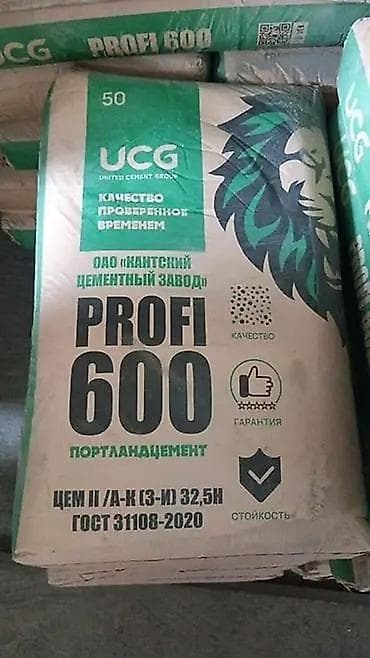 UCG PROFI 600
50
UCG
UNITED CEMENT GROUP
КАЧЕСТВО
ПРОВЕРЕННОЕ
ВРЕМЕНЕМ
ОАО «КАНТСКИЙ
ЦЕМЕНТНЫЙ ЗАВОД»
PROFI
600
ПОРТЛАНДЦЕМЕНТ
ЦЕМ II /А-К (З-И) 32,5Н
ГОСТ 31108-2020
КАЧЕСТВО
ГАРАНТИЯ
СТОЙКОСТЬ
UCG